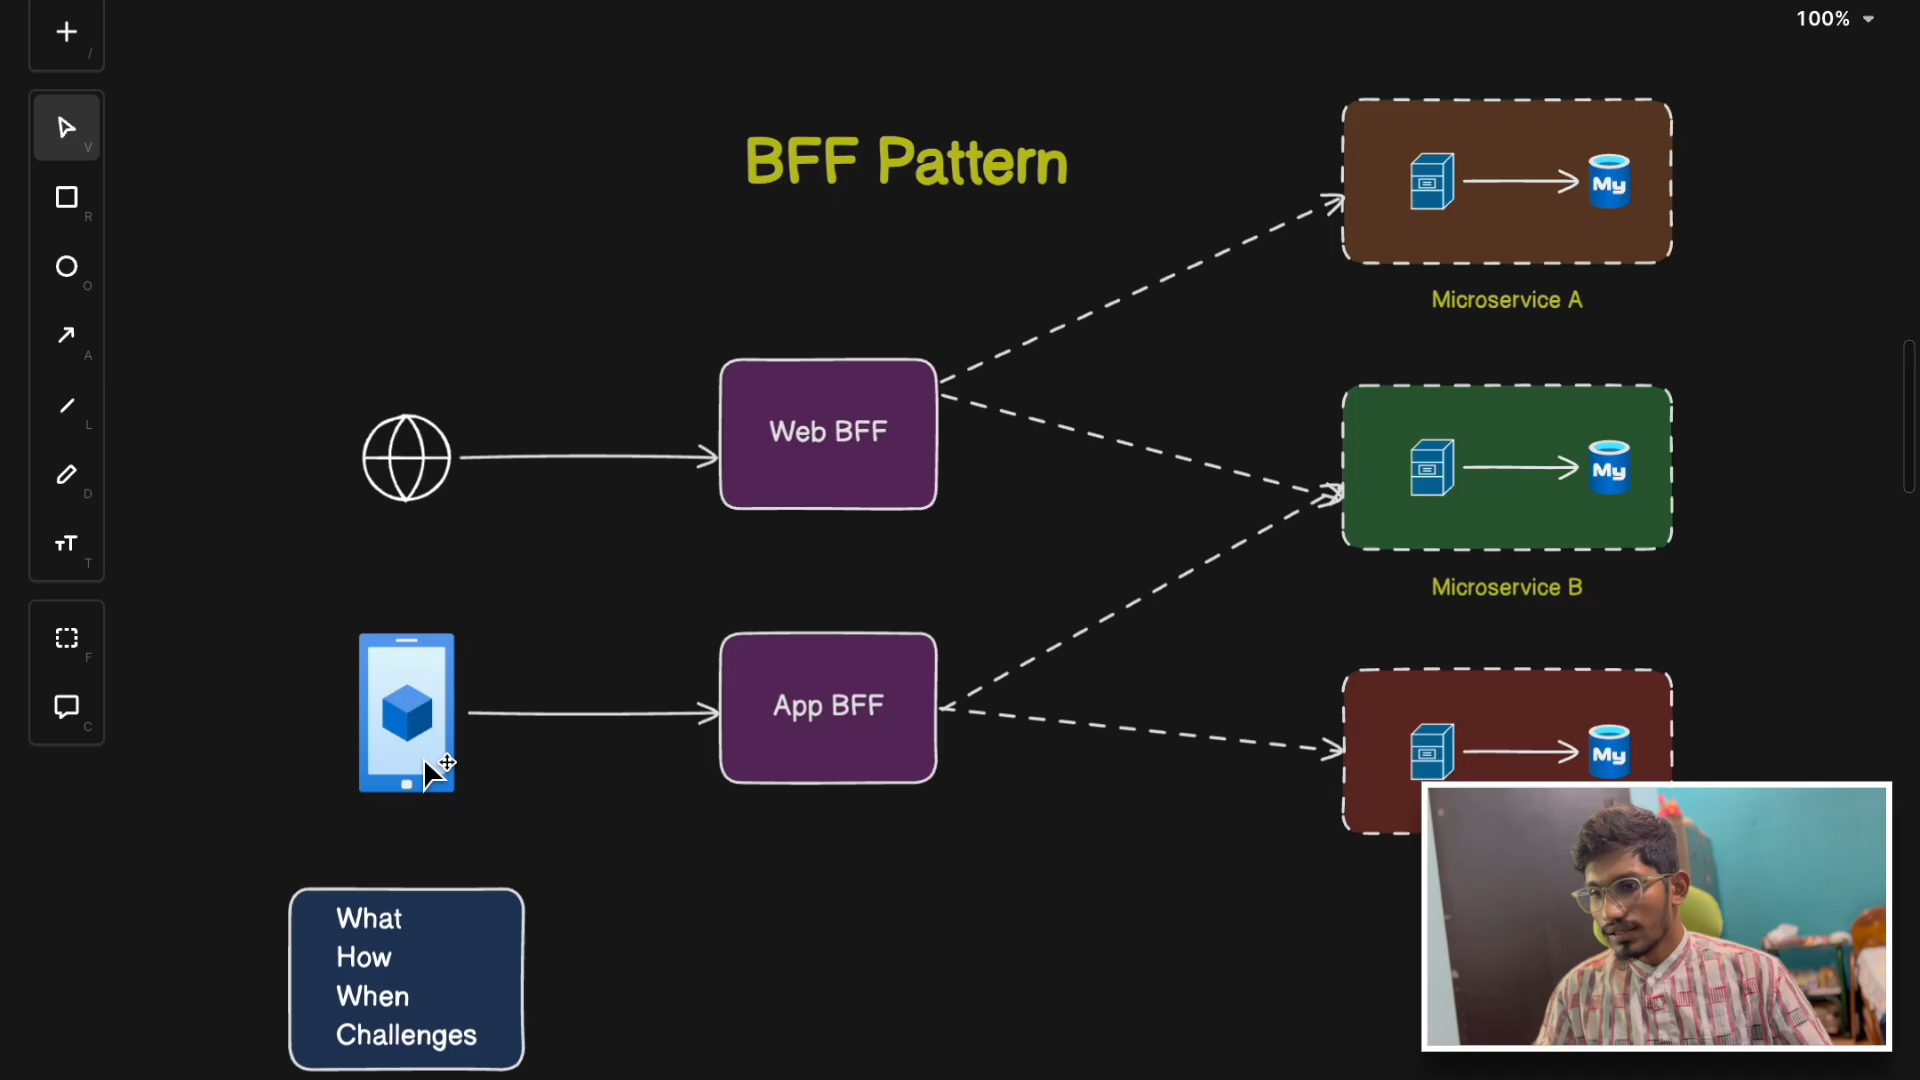 100%
/
V
R
O
A
L
D
T
F
C
BFF Pattern
My
Microservice A
Web BFF
My
Microservice B
App BFF
My
What
How
When
Challenges